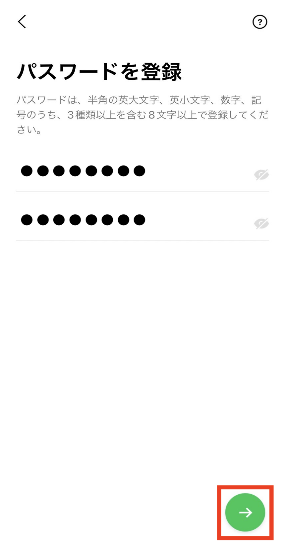 パスワードを登録
パスワードは、半角の英大文字、英小文字、数字、記
号のうち、3種類以上を含む8文字以上で登録してくだ
さい。
●●●●●●●●
●●●●●●●●